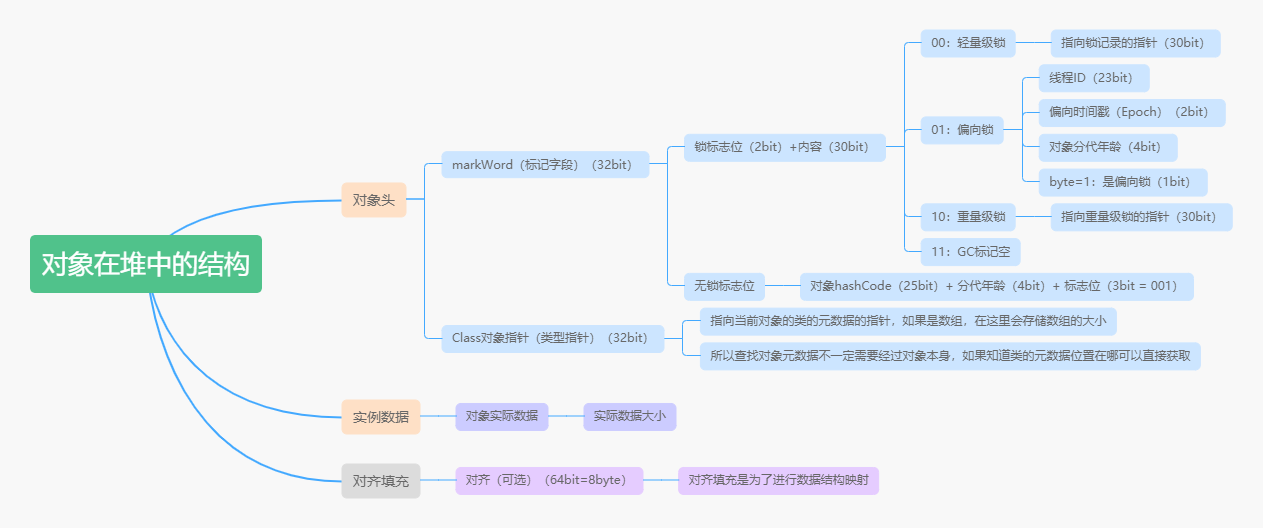 对象在堆中的结构
对象头
markWord（标记字段）（32bit）
锁标志位（2bit）+内容（30bit）
00：轻量级锁
指向锁记录的指针（30bit）
01：偏向锁
线程ID（23bit）
偏向时间戳（Epoch）（2bit）
对象分代年龄（4bit）
byte=1：是偏向锁（1bit）
10：重量级锁
指向重量级锁的指针（30bit）
11：GC标记空
无锁标志位
对象hashCode（25bit）+ 分代年龄（4bit）+ 标志位（3bit = 001）
Class对象指针（类型指针）（32bit）
指向当前对象的类的元数据的指针，如果是数组，在这里会存储数组的大小
所以查找对象元数据不一定需要经过对象本身，如果知道类的元数据位置在哪可以直接获取
实例数据
对象实际数据
实际数据大小
对齐填充
对齐（可选）（64bit=8byte）
对齐填充是为了进行数据结构映射